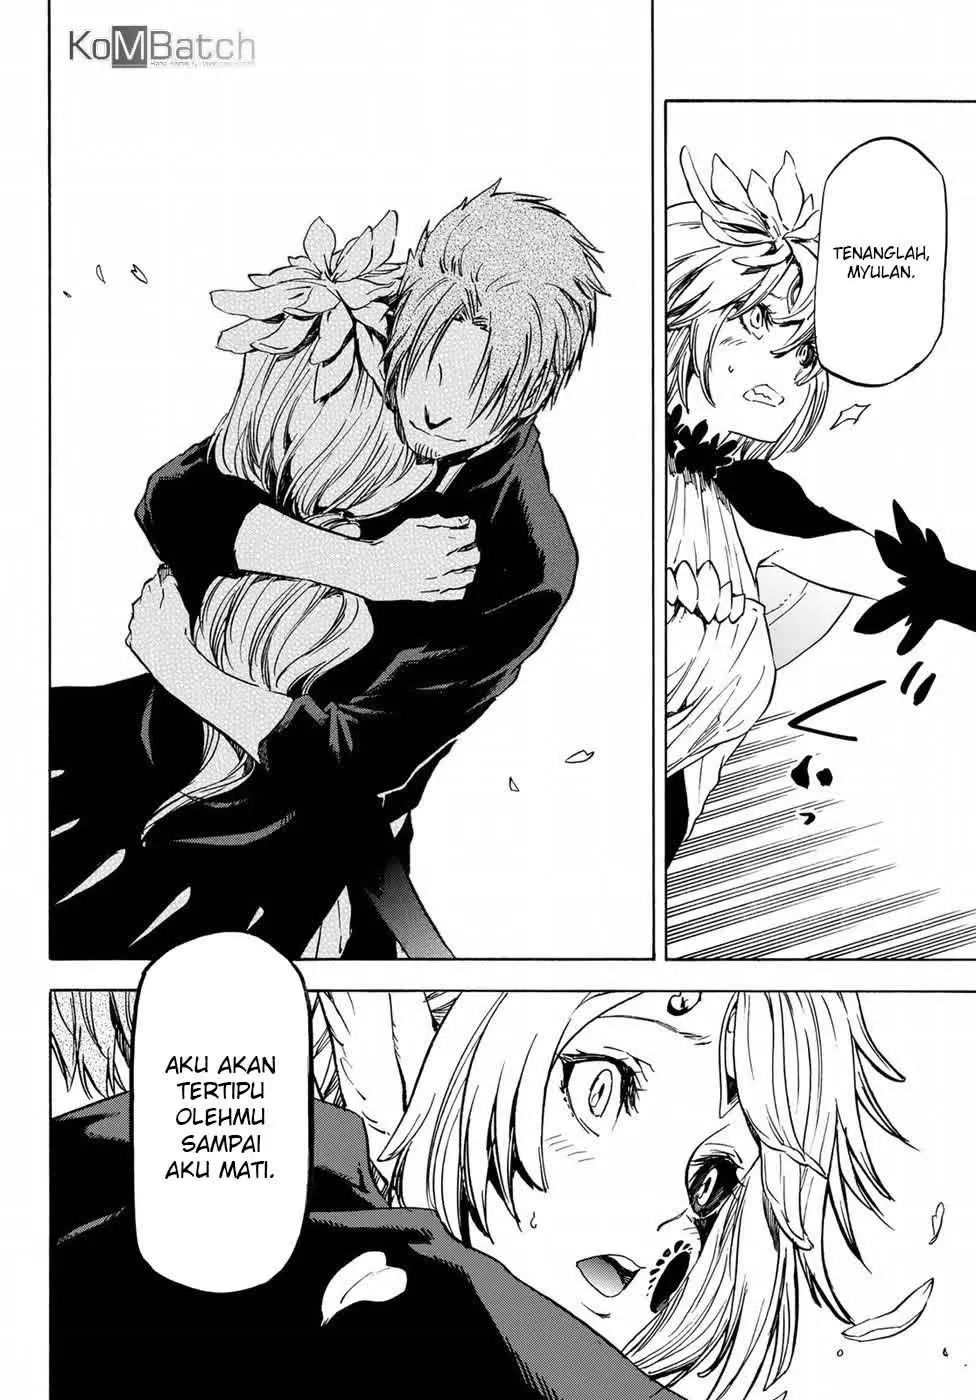 KoMBatch
TENANGLAH,
MYULAN.
AKU AKAN
TERTIPU
OLEHMU
SAMPAI
AKU MATI.